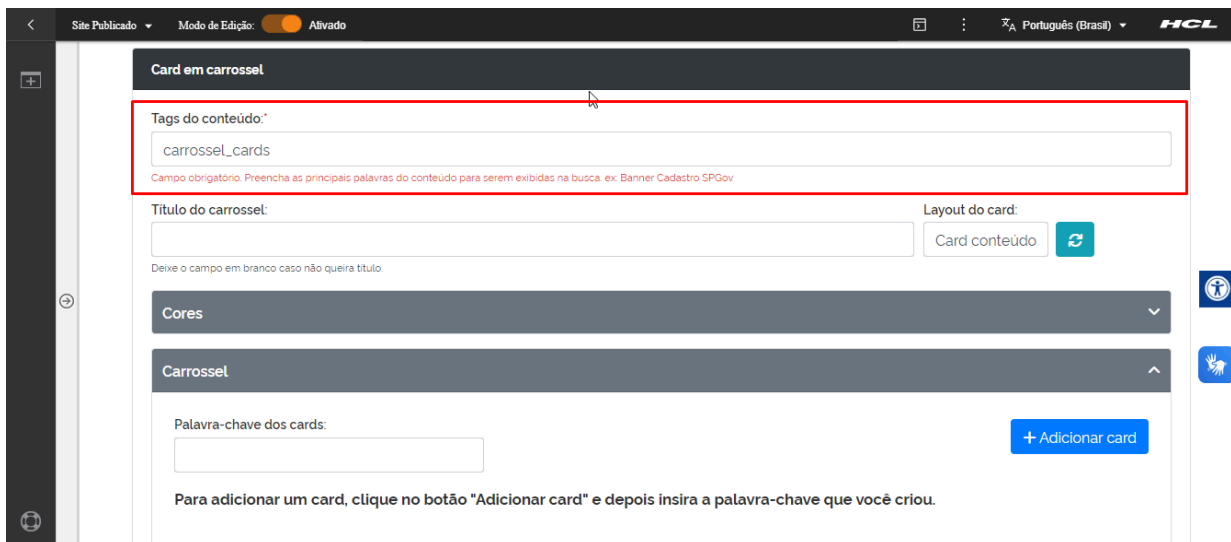 Site Publicado
Modo de Edição: Ativado
Português (Brasil)
HCL
Card em carrossel
Tags do conteúdo:*
carrossel_cards
Campo obrigatório. Preencha as principais palavras do conteúdo para serem exibidas na busca. ex: Banner Cadastro SPGov
Título do carrossel:
Layout do card:
Card conteúdo
Deixe o campo em branco caso não queira título.
Cores
Carrossel
Palavra-chave dos cards:
+ Adicionar card
Para adicionar um card, clique no botão "Adicionar card" e depois insira a palavra-chave que você criou.